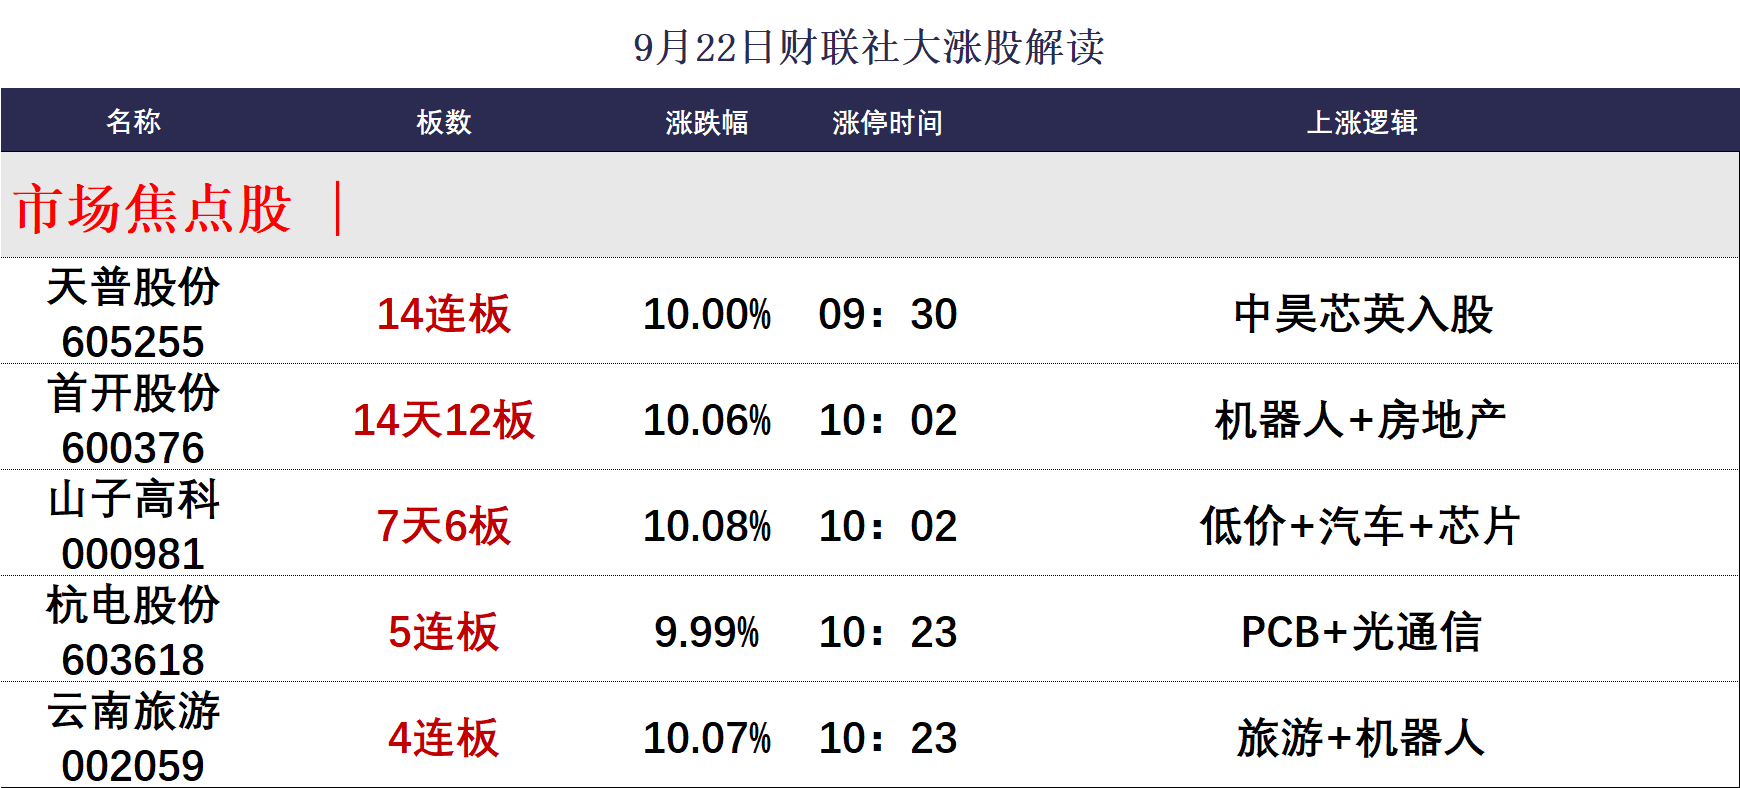 9月22日财联社大涨股解读
名称 板数 涨跌幅 涨停时间 上涨逻辑
市场焦点股 ｜
天普股份
605255 14连板 10.00% 09：30 中昊芯英入股
首开股份
600376 14天12板 10.06% 10：02 机器人+房地产
山子高科
000981 7天6板 10.08% 10：02 低价+汽车+芯片
杭电股份
603618 5连板 9.99% 10：23 PCB+光通信
云南旅游
002059 4连板 10.07% 10：23 旅游+机器人